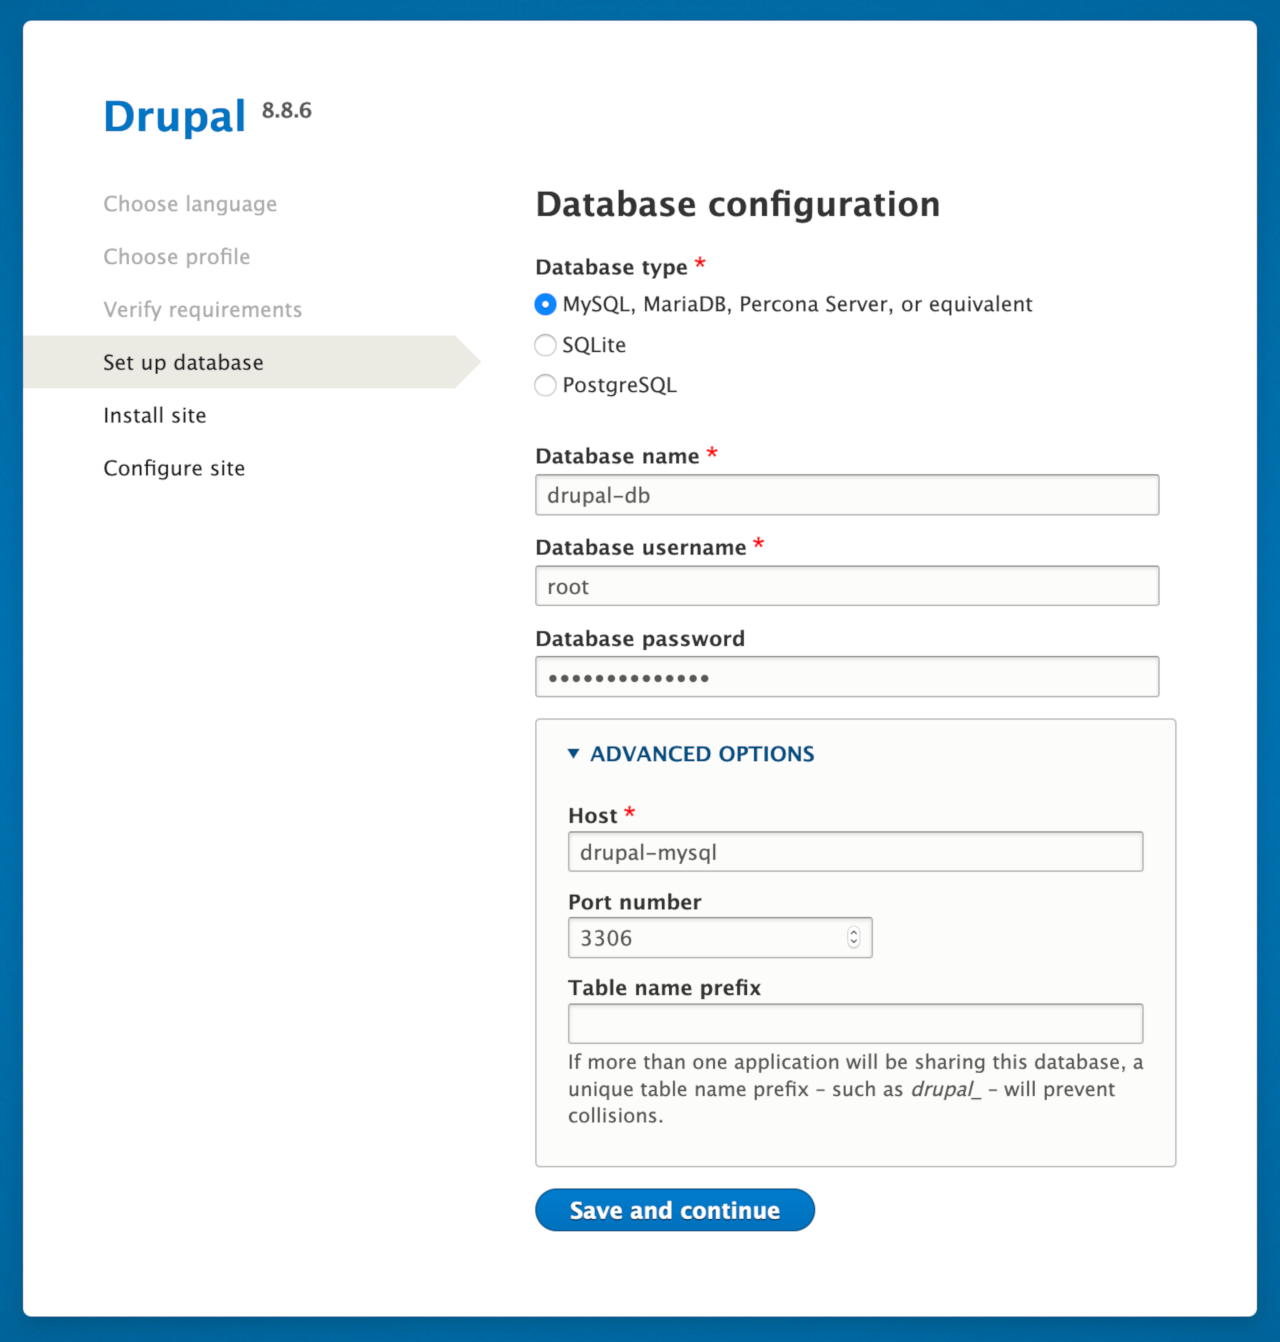 Drupal 8.8.6
Choose language
Choose profile
Verify requirements
Set up database
Install site
Configure site
Database configuration
Database type *
MySQL, MariaDB, Percona Server, or equivalent
SQLite
PostgreSQL
Database name *
drupal-db
Database username *
root
Database password
••••••••••••••
▼ ADVANCED OPTIONS
Host *
drupal-mysql
Port number
3306
Table name prefix
If more than one application will be sharing this database, a
unique table name prefix – such as drupal_ – will prevent
collisions.
Save and continue